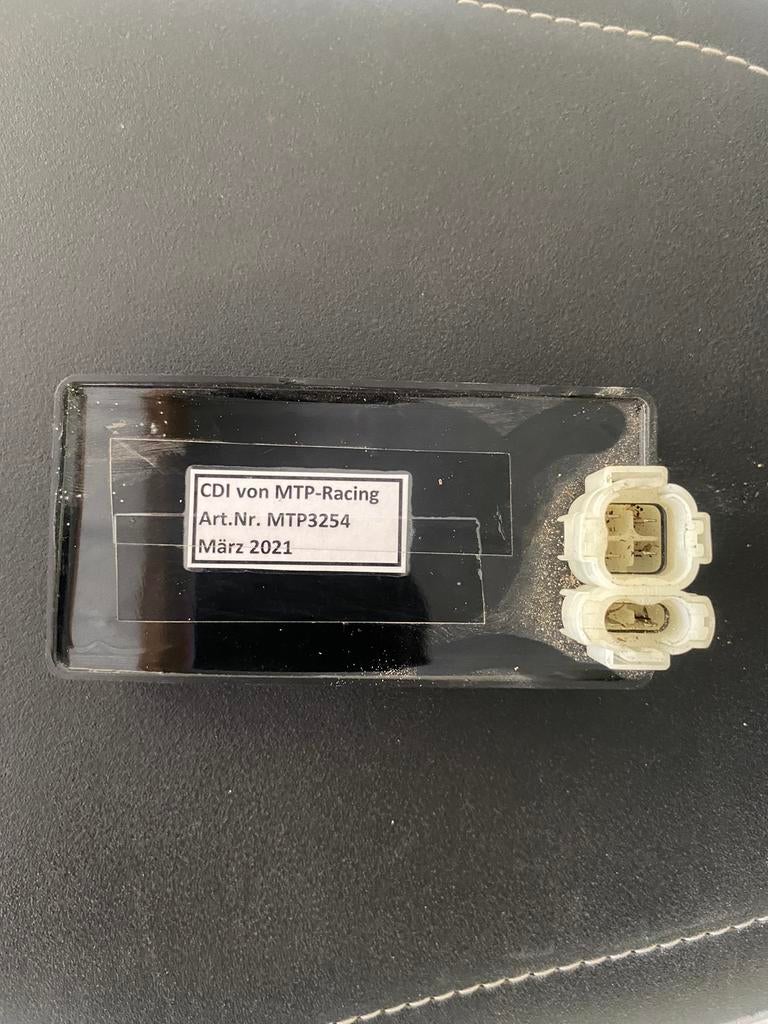 CDI von MTP-Racing
Art.Nr. MTP3254
März 2021